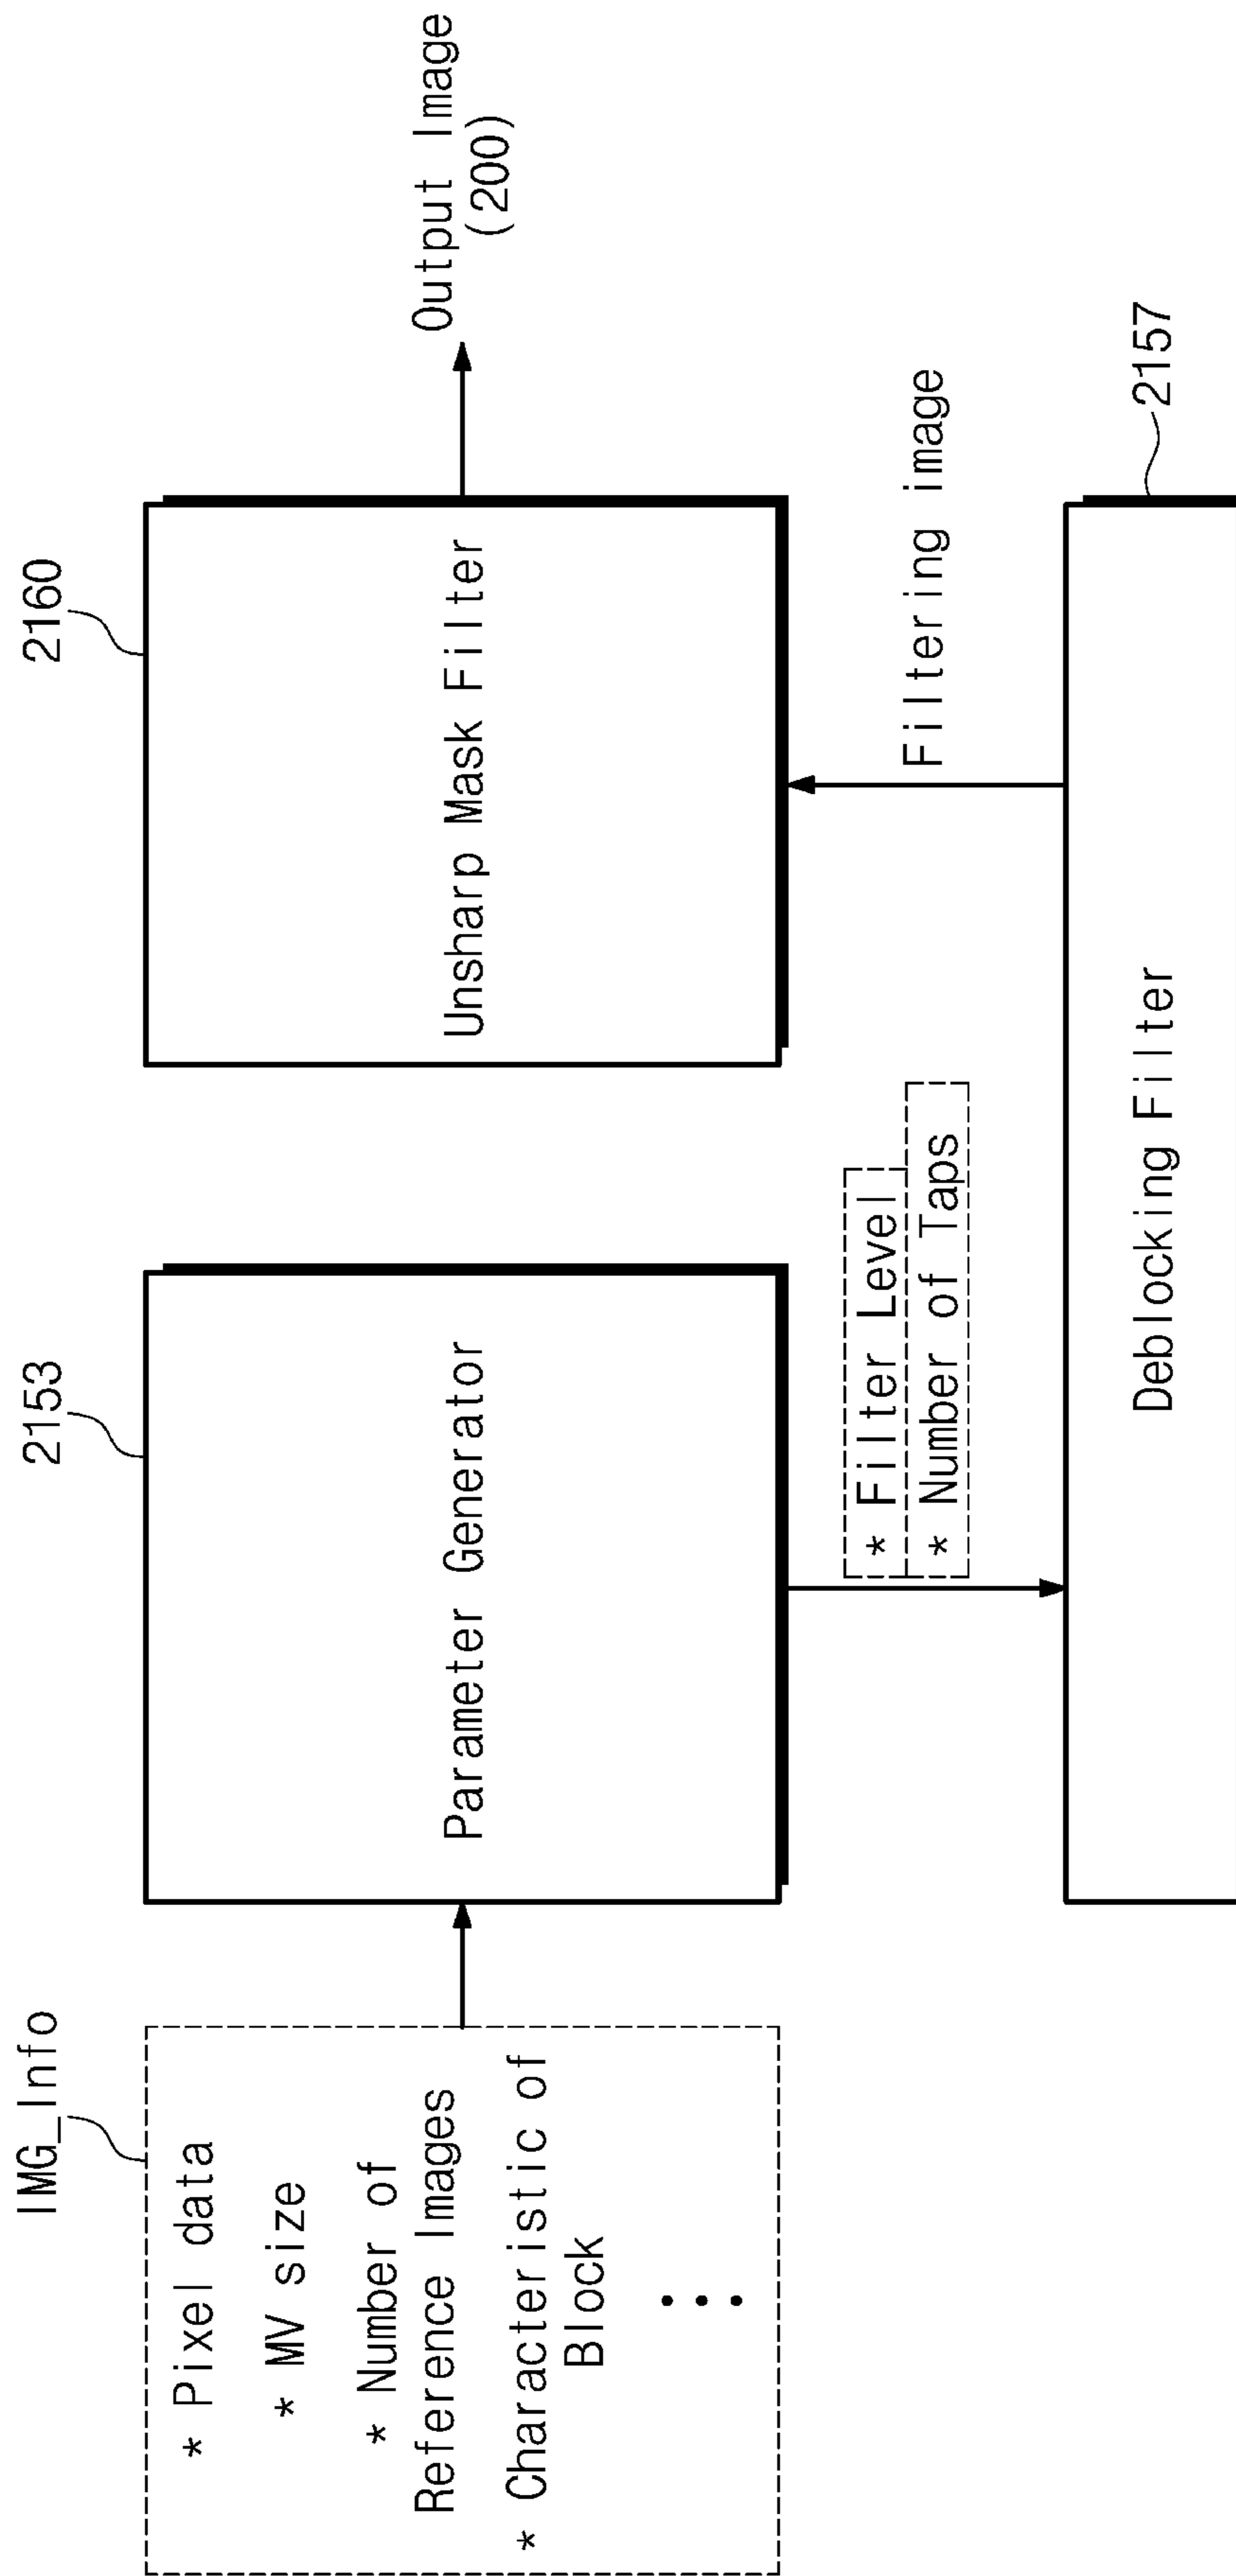 IMG_Info
* Pixel data
* MV size
* Number of
Reference Images
* Characteristic of
Block
2153
Parameter Generator
2160
Unsharp Mask Filter
Output Image
(200)
* Filter Level
* Number of Taps
Filtering image
2157
Deblocking Filter